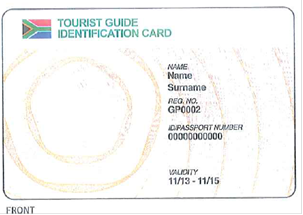 TOURIST GUIDE
IDENTIFICATION CARD
NAME
Name
Surname
REG. NO.
GP0002
ID/PASSPORT NUMBER
00000000000
VALIDITY
11/13 - 11/15
FRONT